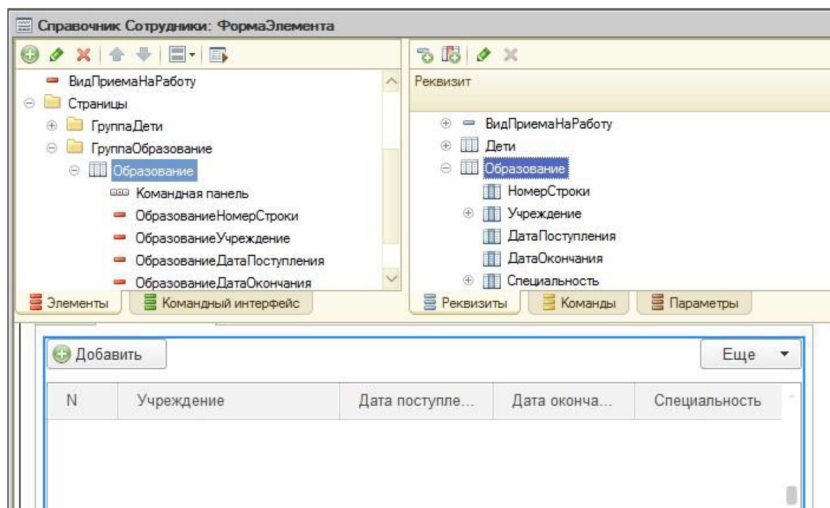 Справочник Сотрудники: ФормаЭлемента
ВидПриемаНаРаботу
Страницы
ГруппаДети
ГруппаОбразование
Образование
Командная панель
ОбразованиеНомерСтроки
ОбразованиеУчреждение
ОбразованиеДатаПоступления
ОбразованиеДатаОкончания
Элементы
Командный интерфейс
Реквизит
ВидПриемаНаРаботу
Дети
Образование
НомерСтроки
Учреждение
ДатаПоступления
ДатаОкончания
Специальность
Реквизиты
Команды
Параметры
Добавить
Еще
N Учреждение Дата поступле... Дата оконча... Специальность